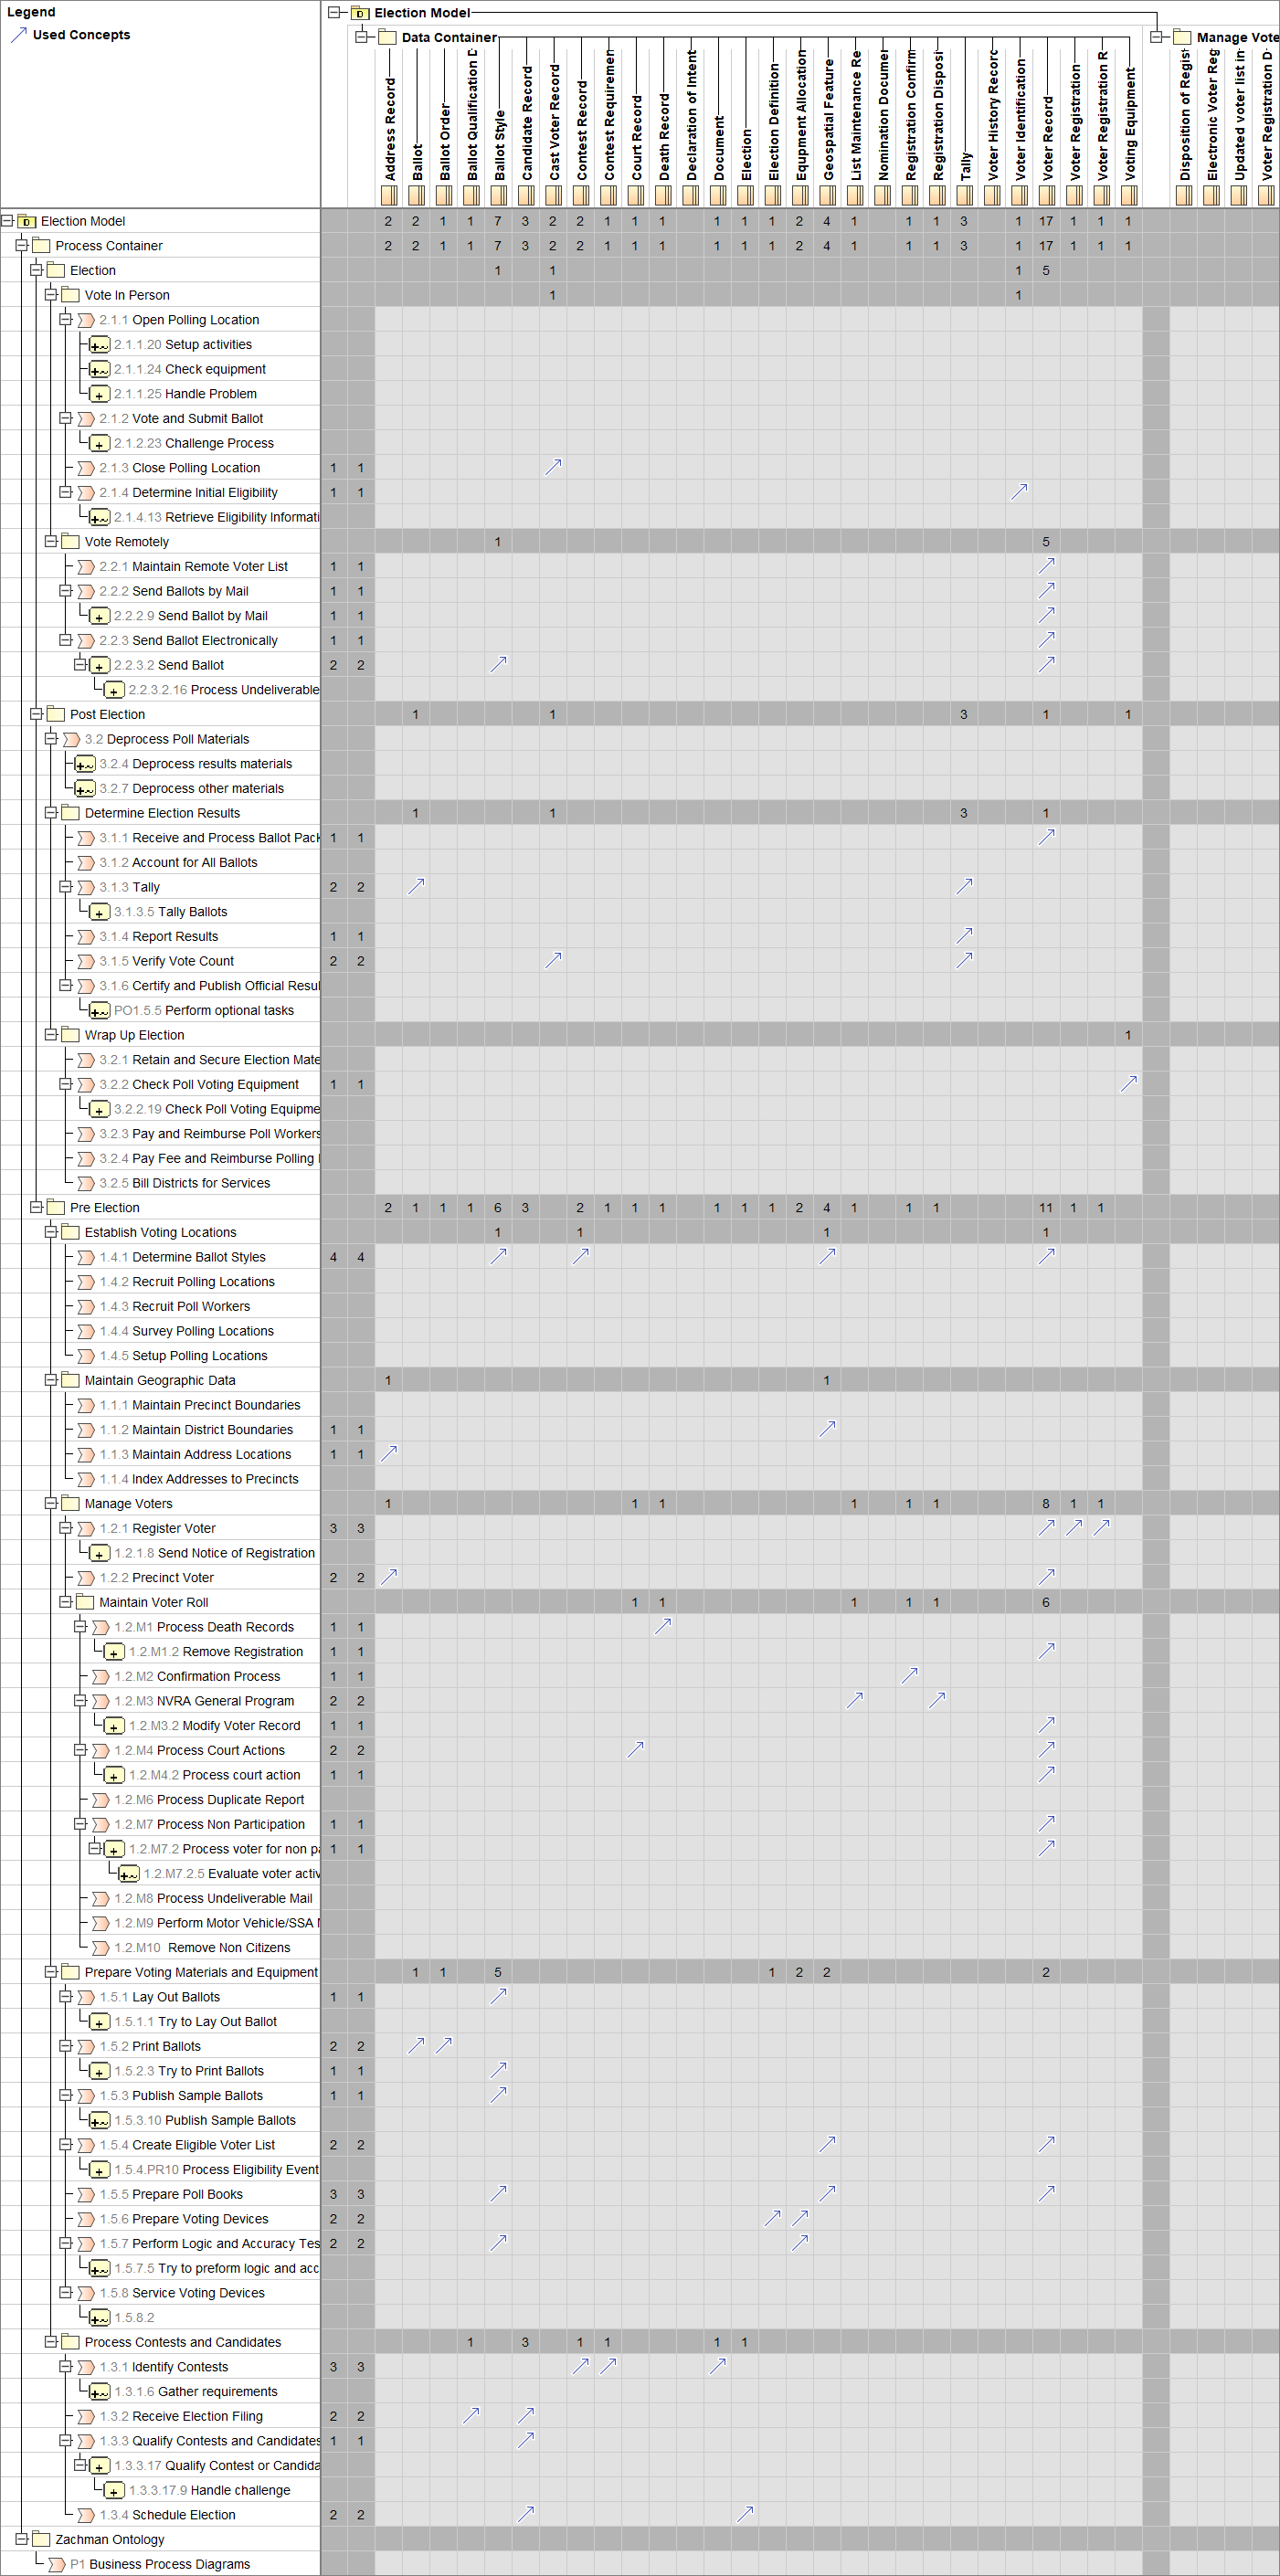 Legend
Used Concepts
Election Model
Data Container
Manage Vote
Address Record
Ballot
Ballot Order
Ballot Qualification D
Ballot Style
Candidate Record
Cast Voter Record
Contest Record
Contest Requiremen
Court Record
Death Record
Declaration of Intent
Document
Election
Election Definition
Equpment Allocation
Geospatial Feature
List Maintenance Re
Nomination Documei
Registration Confirm
Registration Disposi
Tally
Voter History Recorc
Voter Identification
Voter Record
Voter Registration
Voter Registration R
Voting Equipment
Disposition of Regist
Electronic Voter Reg
Updated voter list in
Voter Registration D
Election Model 2 2 1 1 7 3 2 2 1 1 1 1 1 1 2 4 1 1 1 3 1 17 1 1 1
Process Container 2 2 1 1 7 3 2 2 1 1 1 1 1 1 2 4 1 1 1 3 1 17 1 1 1
Election 1 1 1 5
Vote In Person 1 1
2.1.1 Open Polling Location
2.1.1.20 Setup activities
2.1.1.24 Check equipment
2.1.1.25 Handle Problem
2.1.2 Vote and Submit Ballot
2.1.2.23 Challenge Process
2.1.3 Close Polling Location 1 1
2.1.4 Determine Initial Eligibility 1 1
2.1.4.13 Retrieve Eligibility Informati
Vote Remotely 1 5
2.2.1 Maintain Remote Voter List 1 1
2.2.2 Send Ballots by Mail 1 1
2.2.2.9 Send Ballot by Mail 1 1
2.2.3 Send Ballot Electronically 1 1
2.2.3.2 Send Ballot 2 2
2.2.3.2.16 Process Undeliverable
Post Election 1 1 3 1 1
3.2 Deprocess Poll Materials
3.2.4 Deprocess results materials
3.2.7 Deprocess other materials
Determine Election Results 1 1 3 1
3.1.1 Receive and Process Ballot Pack 1 1
3.1.2 Account for All Ballots
3.1.3 Tally 2 2
3.1.3.5 Tally Ballots
3.1.4 Report Results 1 1
3.1.5 Verify Vote Count 2 2
3.1.6 Certify and Publish Official Resul
PO1.5.5 Perform optional tasks
Wrap Up Election 1
3.2.1 Retain and Secure Election Mate
3.2.2 Check Poll Voting Equipment 1 1
3.2.2.19 Check Poll Voting Equipme
3.2.3 Pay and Reimburse Poll Workers
3.2.4 Pay Fee and Reimburse Polling
3.2.5 Bill Districts for Services
Pre Election 2 1 1 1 6 3 2 1 1 1 1 1 1 2 4 1 1 1 11 1 1
Establish Voting Locations 1 1 1 1
1.4.1 Determine Ballot Styles 4 4
1.4.2 Recruit Polling Locations
1.4.3 Recruit Poll Workers
1.4.4 Survey Polling Locations
1.4.5 Setup Polling Locations
Maintain Geographic Data 1 1
1.1.1 Maintain Precinct Boundaries
1.1.2 Maintain District Boundaries 1 1
1.1.3 Maintain Address Locations 1 1
1.1.4 Index Addresses to Precincts
Manage Voters 1 1 1 1 1 1 8 1 1
1.2.1 Register Voter 3 3
1.2.1.8 Send Notice of Registration
1.2.2 Precinct Voter 2 2
Maintain Voter Roll 1 1 1 1 1 6
1.2.M1 Process Death Records 1 1
1.2.M1.2 Remove Registration 1 1
1.2.M2 Confirmation Process 1 1
1.2.M3 NVRA General Program 2 2
1.2.M3.2 Modify Voter Record 1 1
1.2.M4 Process Court Actions 2 2
1.2.M4.2 Process court action 1 1
1.2.M6 Process Duplicate Report
1.2.M7 Process Non Participation 1 1
1.2.M7.2 Process voter for non pa 1 1
1.2.M7.2.5 Evaluate voter activ
1.2.M8 Process Undeliverable Mail
1.2.M9 Perform Motor Vehicle/SSA
1.2.M10 Remove Non Citizens
Prepare Voting Materials and Equipment 1 1 5 1 2 2 2
1.5.1 Lay Out Ballots 1 1
1.5.1.1 Try to Lay Out Ballot
1.5.2 Print Ballots 2 2
1.5.2.3 Try to Print Ballots 1 1
1.5.3 Publish Sample Ballots 1 1
1.5.3.10 Publish Sample Ballots
1.5.4 Create Eligible Voter List 2 2
1.5.4.PR10 Process Eligibility Event
1.5.5 Prepare Poll Books 3 3
1.5.6 Prepare Voting Devices 2 2
1.5.7 Perform Logic and Accuracy Tes 2 2
1.5.7.5 Try to preform logic and acc
1.5.8 Service Voting Devices
1.5.8.2
Process Contests and Candidates 1 3 1 1 1 1
1.3.1 Identify Contests 3 3
1.3.1.6 Gather requirements
1.3.2 Receive Election Filing 2 2
1.3.3 Qualify Contests and Candidates 1 1
1.3.3.17 Qualify Contest or Candida
1.3.3.17.9 Handle challenge
1.3.4 Schedule Election 2 2
Zachman Ontology
P1 Business Process Diagrams